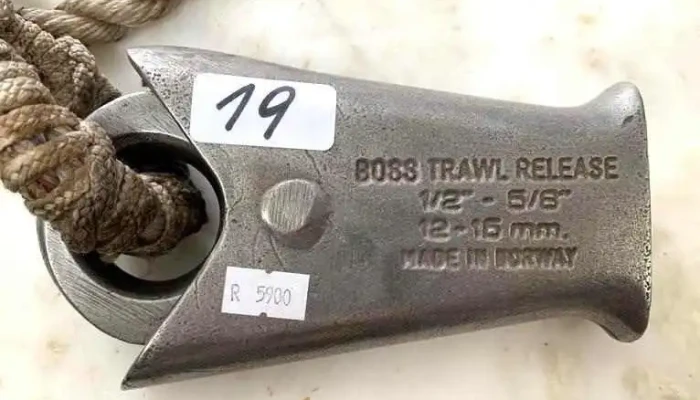 19
BOSS TRAWL RELEASE
1/2" - 5/8"
12-16 mm.
MADE IN NORWAY
R 5900